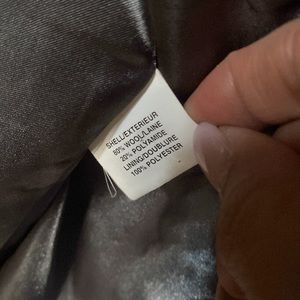 SHELL/EXTERIEUR
80% WOOL/LAINE
20% POLYAMIDE
LINING/DOUBLURE
100% POLYESTER